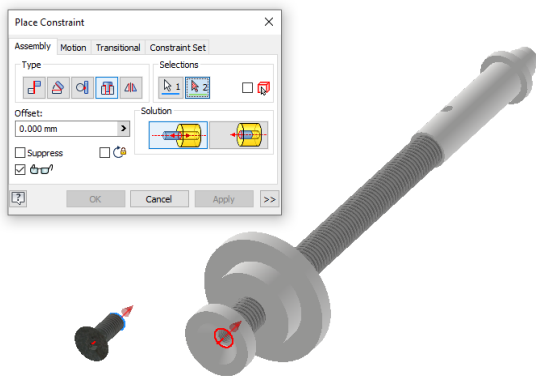 Place Constraint
Assembly Motion Transitional Constraint Set
Type
Selections
1 2
Offset:
Solution
0.000 mm >
Suppress
? OK Cancel Apply >>